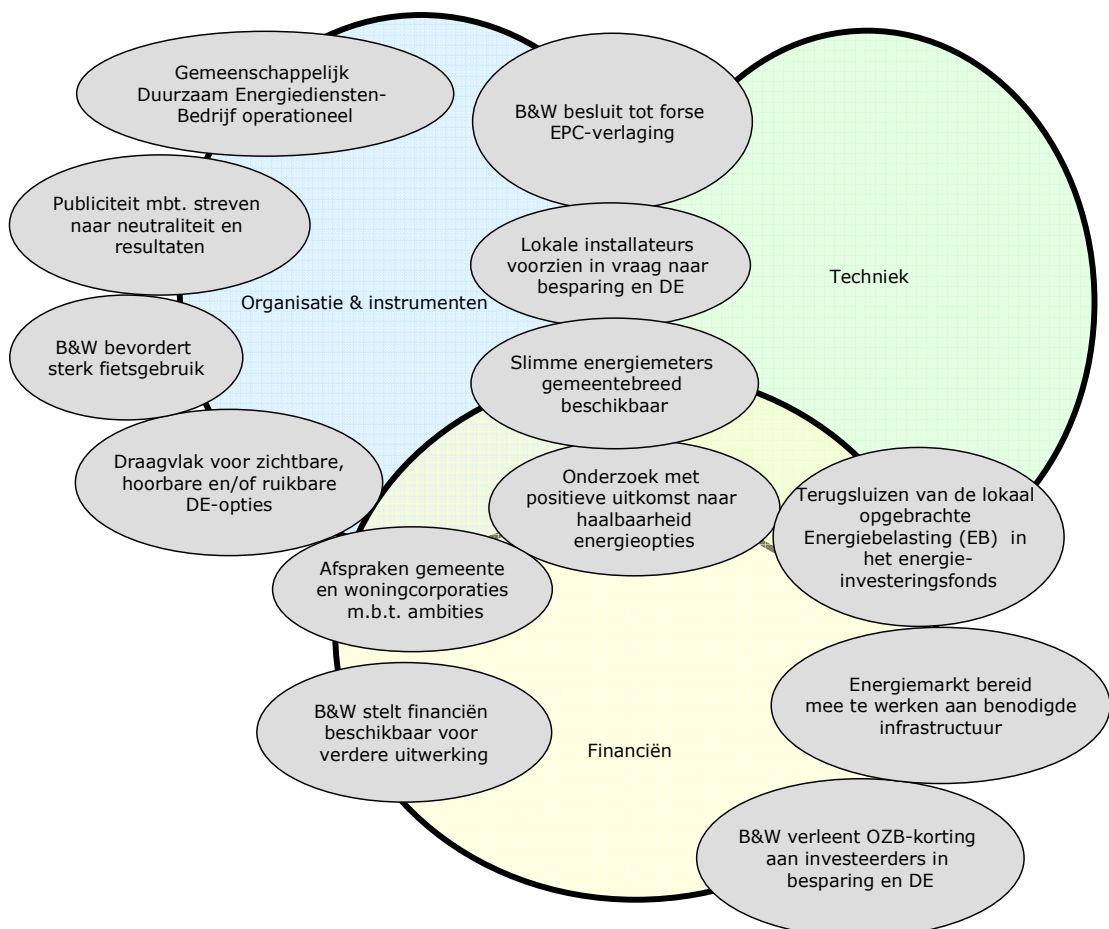 Gemeenschappelijk
Duurzaam Energiediensten-
Bedrijf operationeel
B&W besluit tot forse
EPC-verlaging
Publiciteit mbt. streven
naar neutraliteit en
resultaten
Lokale installateurs
voorzien in vraag naar
besparing en DE
Techniek
Organisatie & instrumenten
B&W bevordert
sterk fietsgebruik
Slimme energiemeters
gemeentebreed
beschikbaar
Draagvlak voor zichtbare,
hoorbare en/of ruikbare
DE-opties
Onderzoek met
positieve uitkomst naar
haalbaarheid
energieopties
Terugsluizen van de lokaal
opgebrachte
Energiebelasting (EB) in
het energie-
investeringsfonds
Afspraken gemeente
en woningcorporaties
m.b.t. ambities
B&W stelt financiën
beschikbaar voor
verdere uitwerking
Energiemarkt bereid
mee te werken aan benodigde
infrastructuur
Financiën
B&W verleent OZB-korting
aan investeerders in
besparing en DE